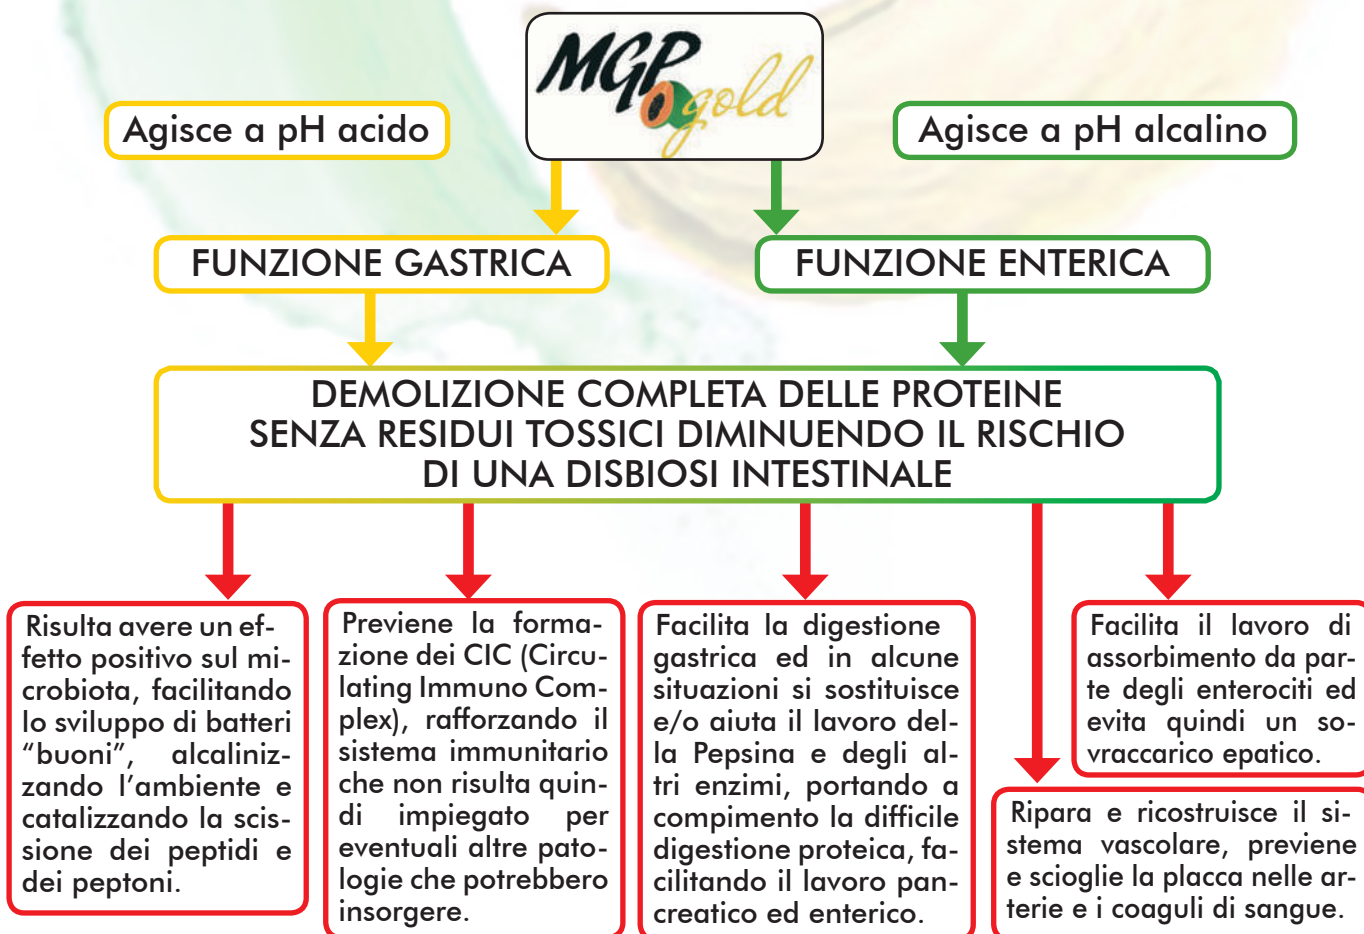 MGP gold
Agisce a pH acido
Agisce a pH alcalino
FUNZIONE GASTRICA
FUNZIONE ENTERICA
DEMOLIZIONE COMPLETA DELLE PROTEINE
SENZA RESIDUI TOSSICI DIMINUENDO IL RISCHIO
DI UNA DISBIOSI INTESTINALE
Risulta avere un ef-
fetto positivo sul mi-
crobiota, facilitando
lo sviluppo di batteri
“buoni”, alcaliniz-
zando l’ambiente e
catalizzando la scis-
sione dei peptidi e
dei peptoni.
Previene la forma-
zione dei CIC (Circu-
lating Immuno Com-
plex), rafforzando il
sistema immunitario
che non risulta quin-
di impiegato per
eventuali altre pato-
logie che potrebbero
insorgere.
Facilita la digestione
gastrica ed in alcune
situazioni si sostituisce
e/o aiuta il lavoro del-
la Pepsina e degli al-
tri enzimi, portando a
compimento la difficile
digestione proteica, fa-
cilitando il lavoro pan-
creatico ed enterico.
Facilita il lavoro di
assorbimento da par-
te degli enterociti ed
evita quindi un so-
vraccarico epatico.
Ripara e ricostruisce il si-
stema vascolare, previene
e scioglie la placca nelle ar-
terie e i coaguli di sangue.